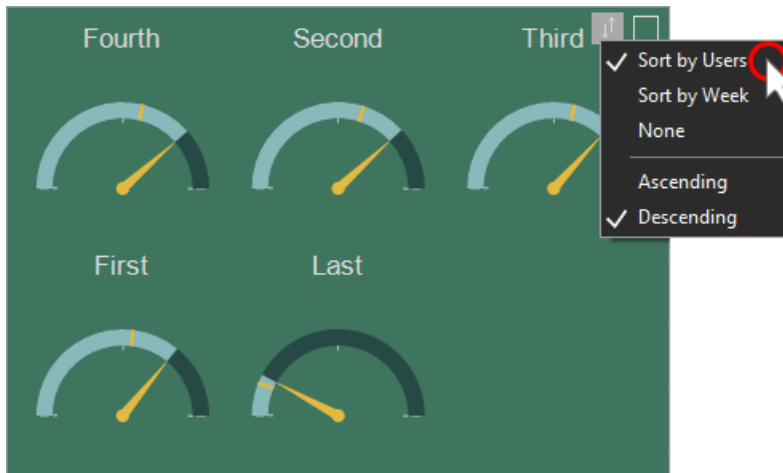 Fourth
Second
Third
Sort by Users
Sort by Week
None
Ascending
Descending
First
Last